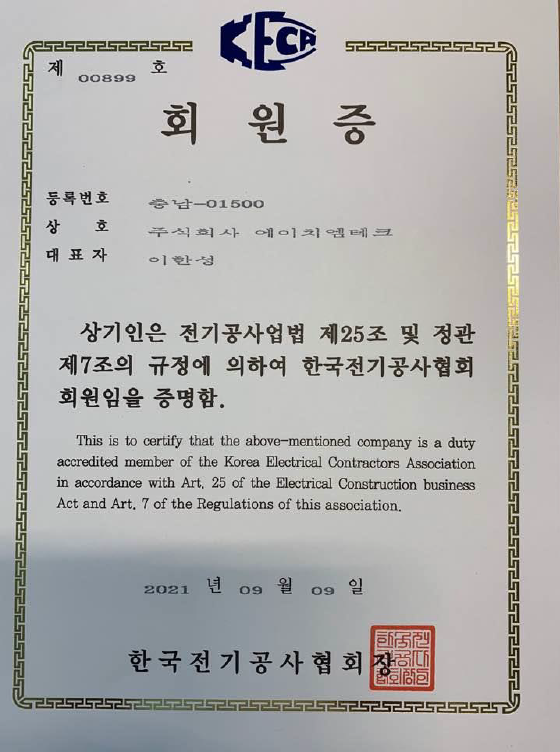 KECA
제 00899 호
회 원 증
등록번호 충남-01500
상 호 주식회사 에이치엠테크
대 표 자 이한성
상기인은 전기공사업법 제25조 및 정관
제7조의 규정에 의하여 한국전기공사협회
회원임을 증명함.
This is to certify that the above-mentioned company is a duty
accredited member of the Korea Electrical Contractors Association
in accordance with Art. 25 of the Electrical Construction business
Act and Art. 7 of the Regulations of this association.
2021 년 09 월 09 일
한국전기공사협회장